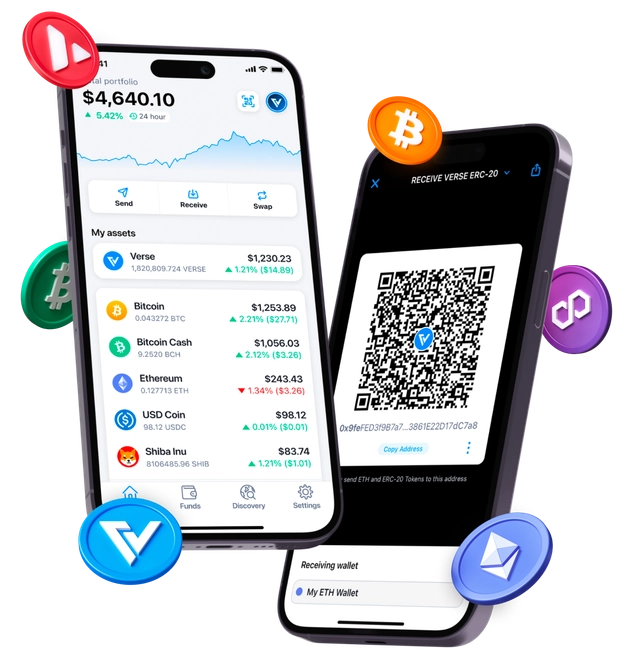 41
tal portfolio
$4,640.10
5.42% 24 hour
Send Receive Swap
My assets
Verse $1,230.23
1,820,809.724 VERSE 1.21% ($14.89)
Bitcoin $1,253.89
0.043272 BTC 2.21% ($27.71)
Bitcoin Cash $1,056.03
9.2520 BCH 2.12% ($3.26)
Ethereum $243.43
0.127713 ETH 1.34% ($3.26)
USD Coin $98.12
98.12 USDC 0.01% ($0.01)
Shiba Inu $83.74
8106485.96 SHIB 1.21% ($1.01)
Funds Discovery Settings
RECEIVE VERSE ERC-20
0x9feFED3f9B7a7...3861E22D17dC7a8
Copy Address
send ETH and ERC-20 Tokens to this address
Receiving wallet
My ETH Wallet